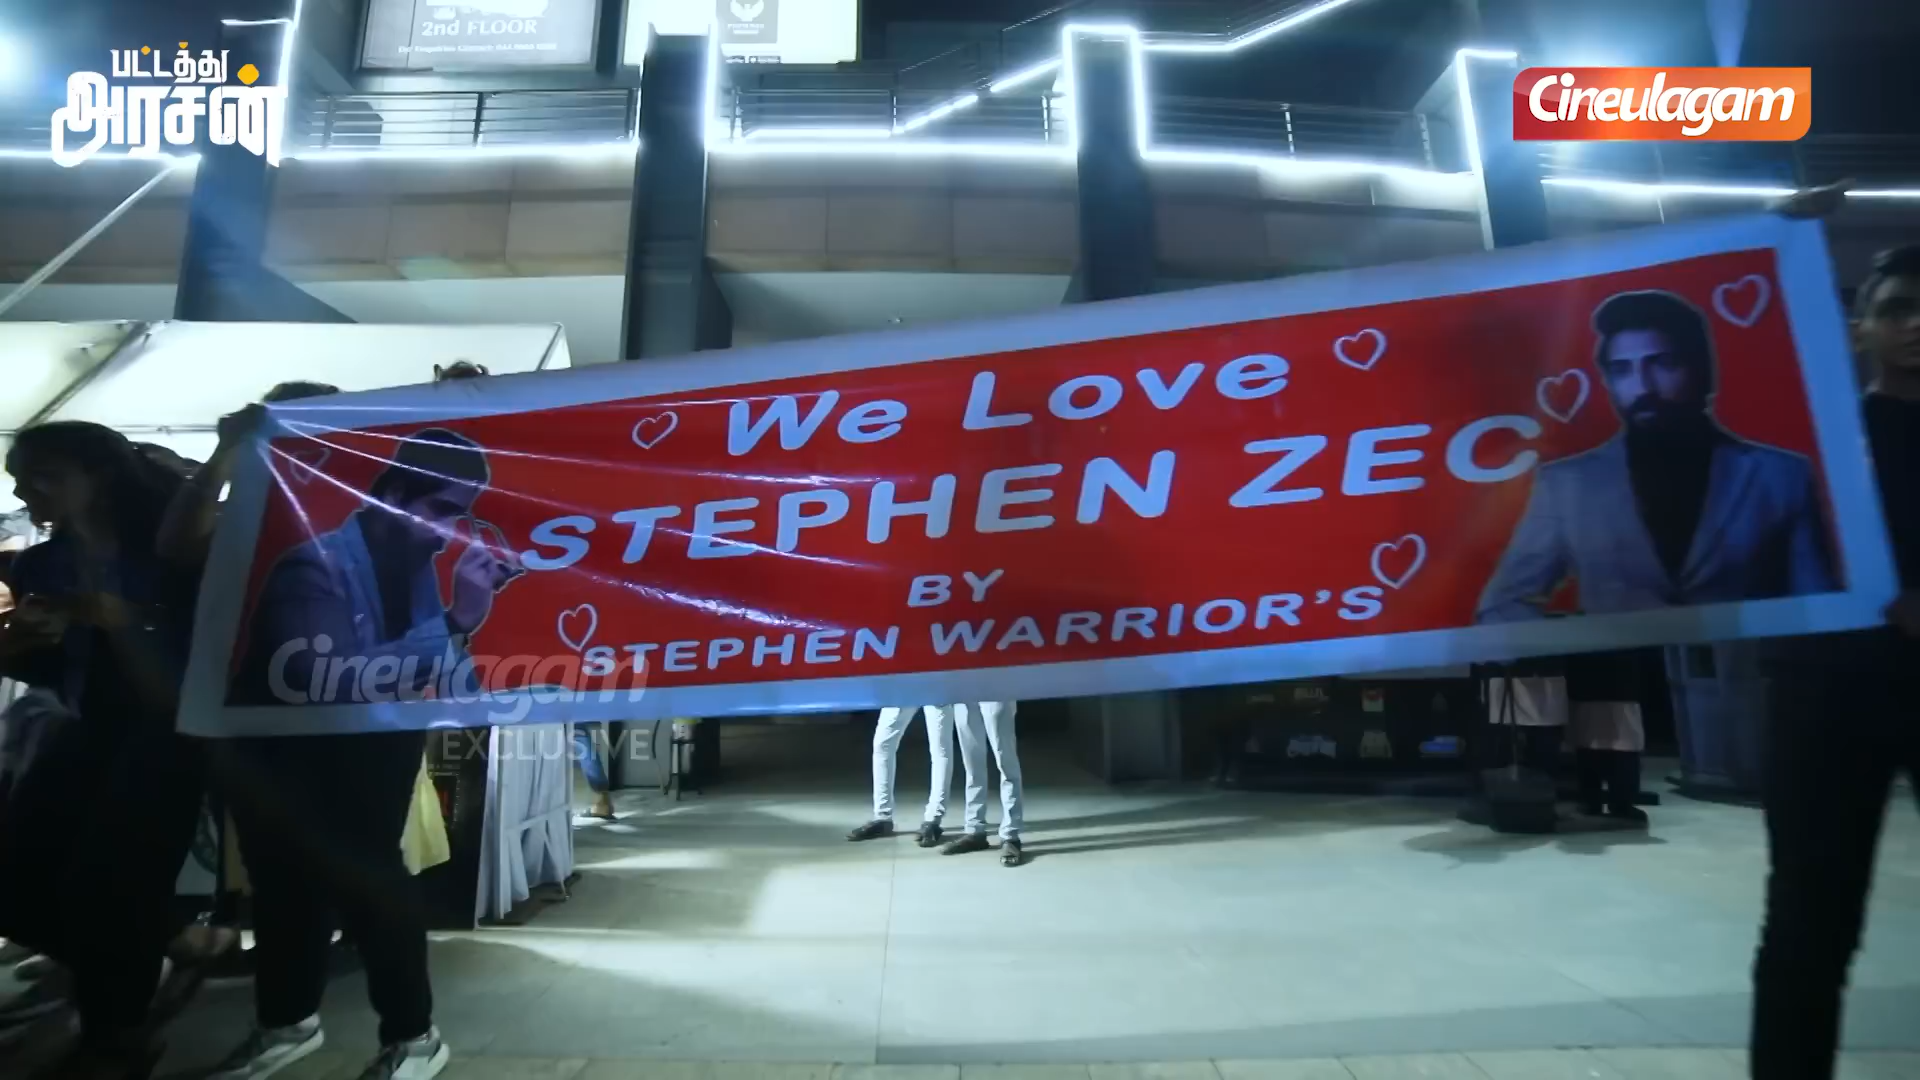 2nd FLOOR
பட்டத்து
அரசன்
Cineulagam
We Love
STEPHEN ZEC
BY
STEPHEN WARRIOR'S
Cineulagam
EXCLUSIVE